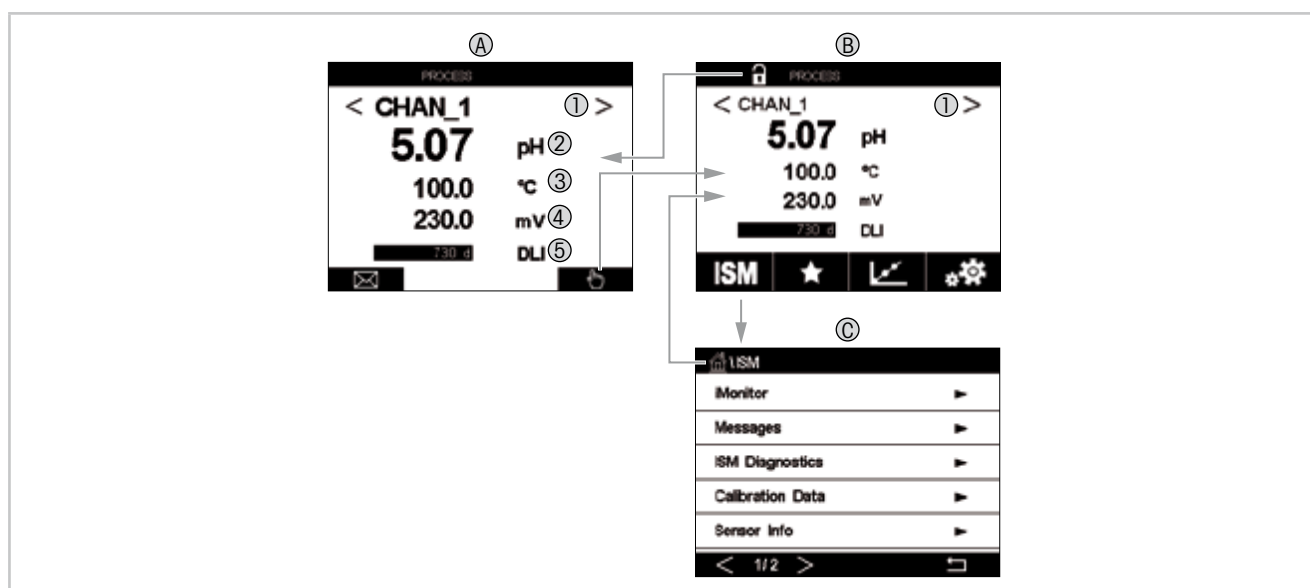 Ⓐ
PROCESS
< CHAN_1 ① >
5.07 pH ②
100.0 °C ③
230.0 mV ④
730 d DLI ⑤
Ⓑ
PROCESS
< CHAN_1 ① >
5.07 pH
100.0 °C
230.0 mV
730 d DLI
ISM
Ⓒ
\ISM
iMonitor
Messages
ISM Diagnostics
Calibration Data
Sensor Info
< 1/2 >